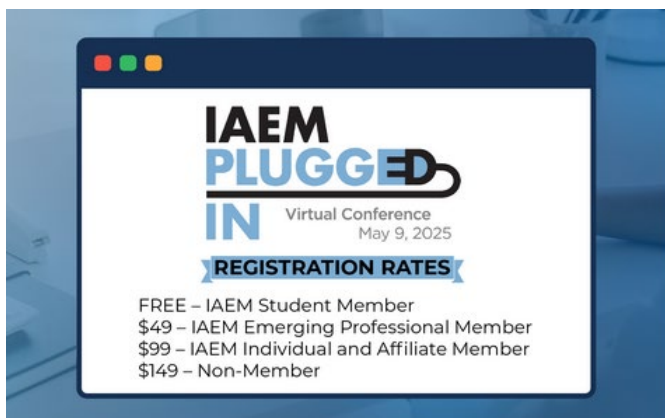 IAEM
PLUGGED
IN
Virtual Conference
May 9, 2025
REGISTRATION RATES
FREE – IAEM Student Member
$49 – IAEM Emerging Professional Member
$99 – IAEM Individual and Affiliate Member
$149 – Non-Member